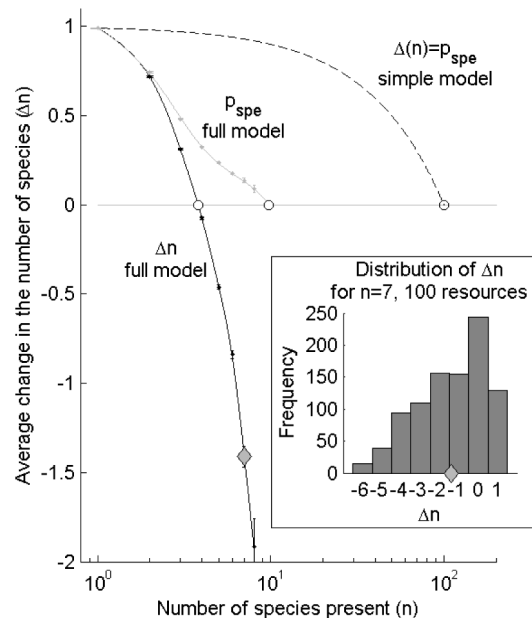 Average change in the number of species (Δn)
1
0.5
0
-0.5
-1
-1.5
-2
Δ(n)=p_spe
simple model
p_spe
full model
Δn
full model
Distribution of Δn
for n=7, 100 resources
Frequency
250
200
150
100
50
0
-6 -5 -4 -3 -2 -1 0 1
Δn
10^0 10^1 10^2
Number of species present (n)